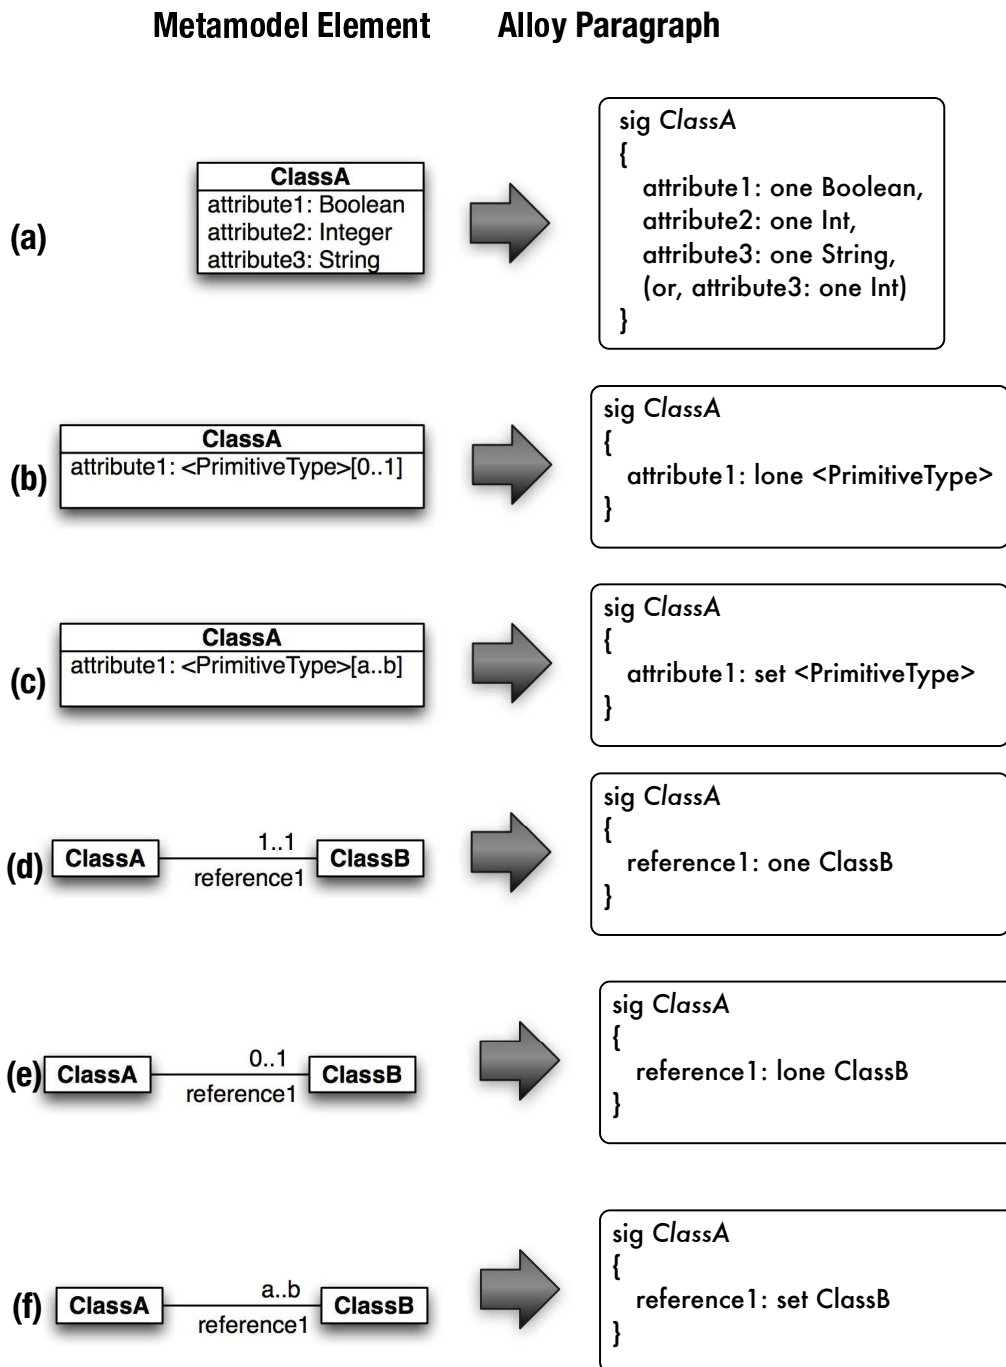 Metamodel Element Alloy Paragraph
(a)
ClassA
attribute1: Boolean
attribute2: Integer
attribute3: String
sig ClassA
{
attribute1: one Boolean,
attribute2: one Int,
attribute3: one String,
(or, attribute3: one Int)
}
(b)
ClassA
attribute1: <PrimitiveType>[0..1]
sig ClassA
{
attribute1: lone <PrimitiveType>
}
(c)
ClassA
attribute1: <PrimitiveType>[a..b]
sig ClassA
{
attribute1: set <PrimitiveType>
}
(d)
ClassA
1..1
reference1
ClassB
sig ClassA
{
reference1: one ClassB
}
(e)
ClassA
0..1
reference1
ClassB
sig ClassA
{
reference1: lone ClassB
}
(f)
ClassA
a..b
reference1
ClassB
sig ClassA
{
reference1: set ClassB
}